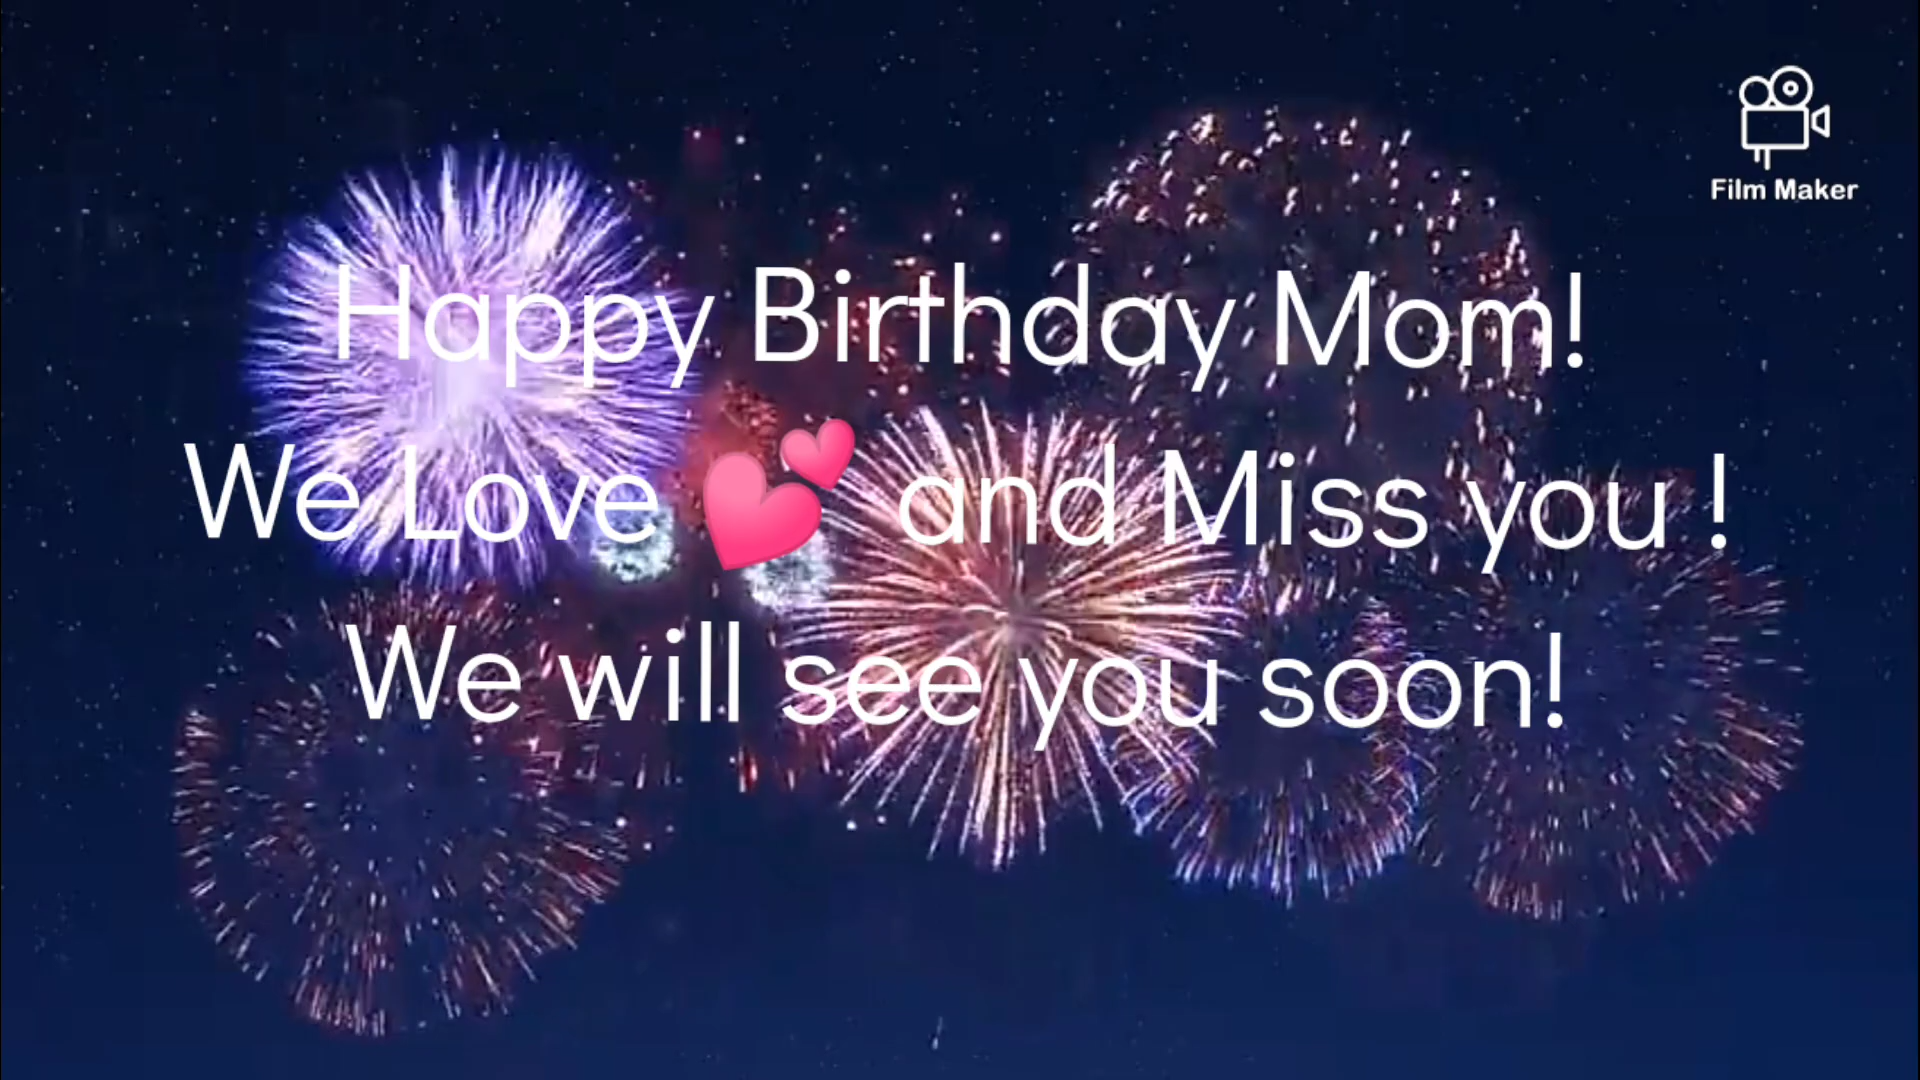 Film Maker
Happy Birthday Mom!
We Love 💕 and Miss you !
We will see you soon!